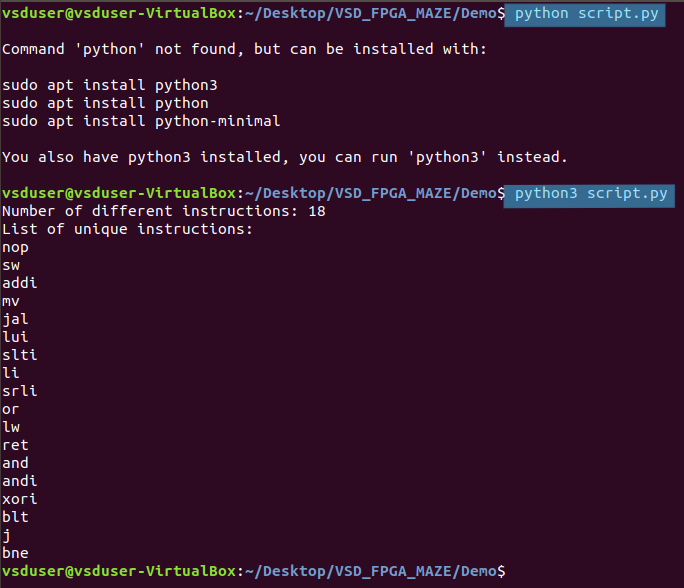 vsduser@vsduser-VirtualBox:~/Desktop/VSD_FPGA_MAZE/Demo$ python script.py
Command 'python' not found, but can be installed with:
sudo apt install python3
sudo apt install python
sudo apt install python-minimal
You also have python3 installed, you can run 'python3' instead.
vsduser@vsduser-VirtualBox:~/Desktop/VSD_FPGA_MAZE/Demo$ python3 script.py
Number of different instructions: 18
List of unique instructions:
nop
sw
addi
mv
jal
lui
slti
li
srli
or
lw
ret
and
andi
xori
blt
j
bne
vsduser@vsduser-VirtualBox:~/Desktop/VSD_FPGA_MAZE/Demo$